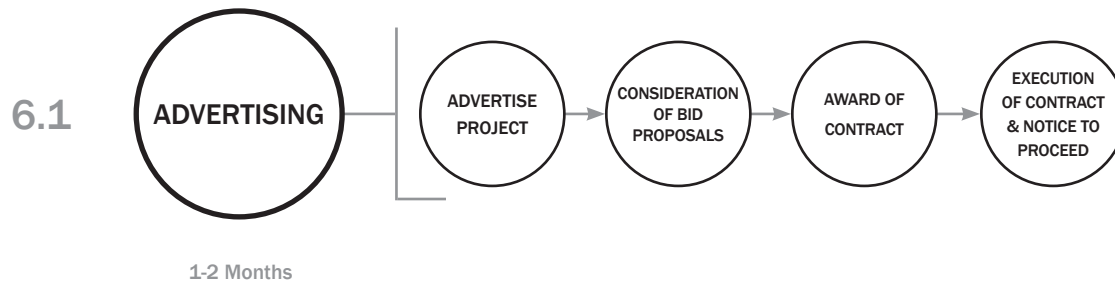 6.1
ADVERTISING
ADVERTISE
PROJECT
CONSIDERATION
OF BID
PROPOSALS
AWARD OF
CONTRACT
EXECUTION
OF CONTRACT
& NOTICE TO
PROCEED
1-2 Months